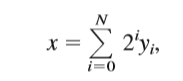 x = \sum_{i=0}^{N} 2^i y_i,